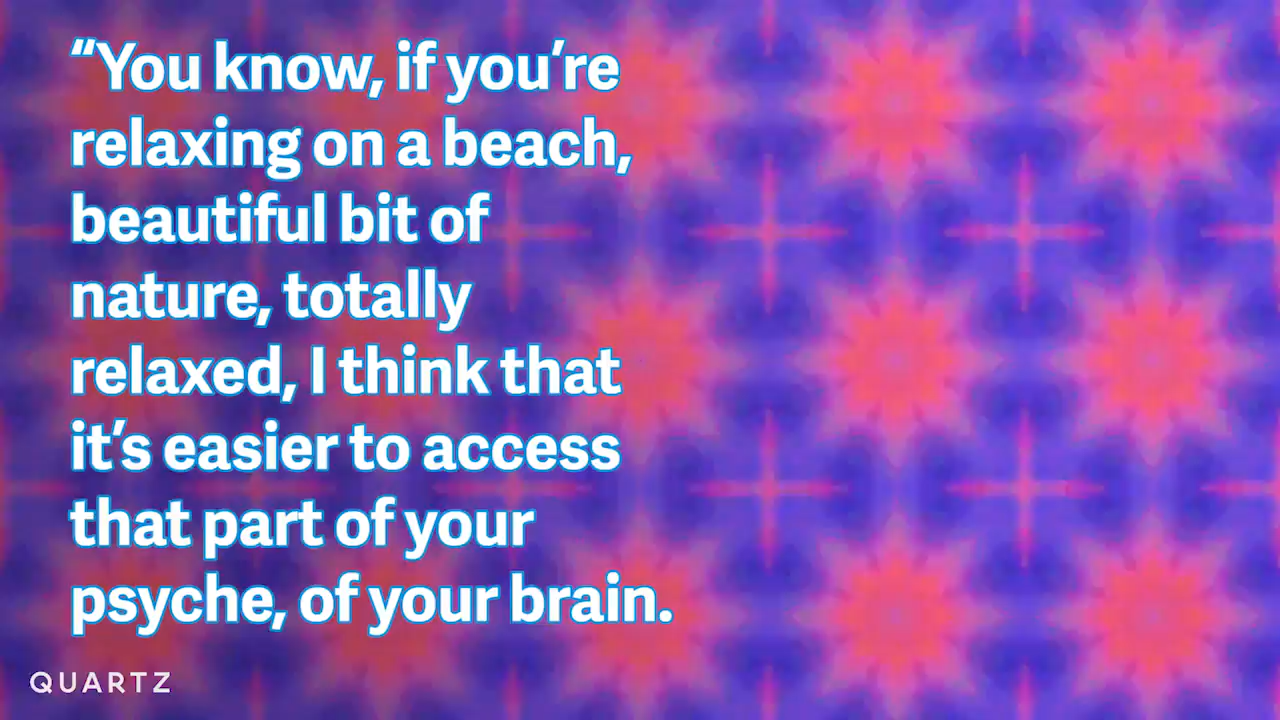 “You know, if you’re
relaxing on a beach,
beautiful bit of
nature, totally
relaxed, I think that
it’s easier to access
that part of your
psyche, of your brain.
QUARTZ